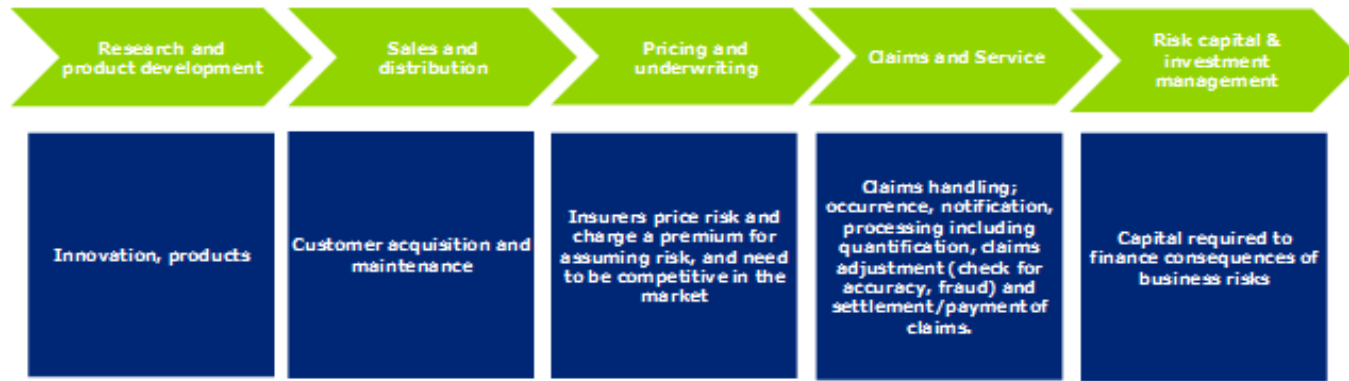 Research and
product development
Sales and
distribution
Pricing and
underwriting
Claims and Service
Risk capital &
investment
management
Innovation, products
Customer acquisition and
maintenance
Insurers price risk and
charge a premium for
assuming risk, and need
to be competitive in the
market
Claims handling;
occurrence, notification,
processing including
quantification, claims
adjustment (check for
accuracy, fraud) and
settlement/payment of
claims.
Capital required to
finance consequences of
business risks